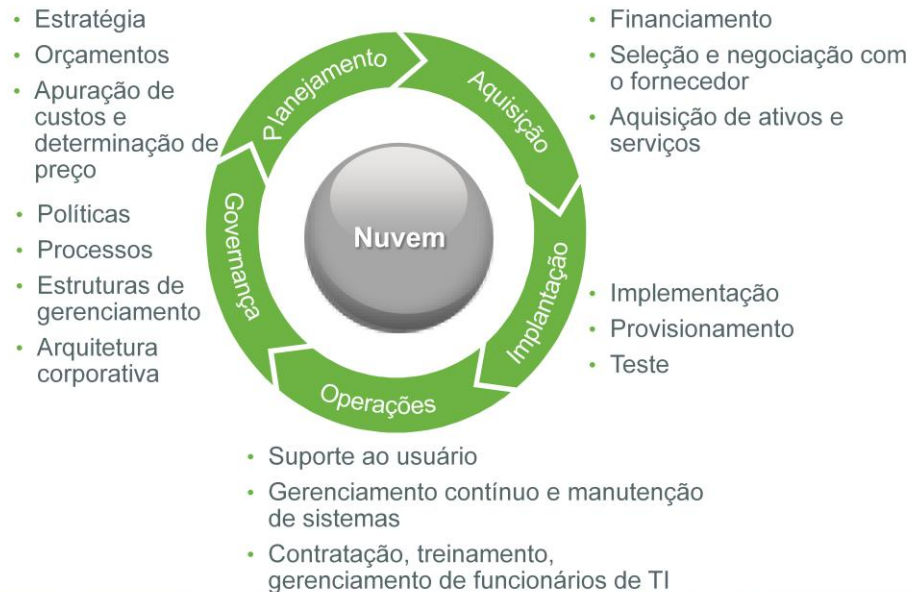 • Estratégia
• Orçamentos
• Apuração de
custos e
determinação de
preço
• Políticas
• Processos
• Estruturas de
gerenciamento
• Arquitetura
corporativa
Planejamento
Aquisição
Implantação
Operações
Governança
Nuvem
• Financiamento
• Seleção e negociação com
o fornecedor
• Aquisição de ativos e
serviços
• Implementação
• Provisionamento
• Teste
• Suporte ao usuário
• Gerenciamento contínuo e manutenção
de sistemas
• Contratação, treinamento,
gerenciamento de funcionários de TI